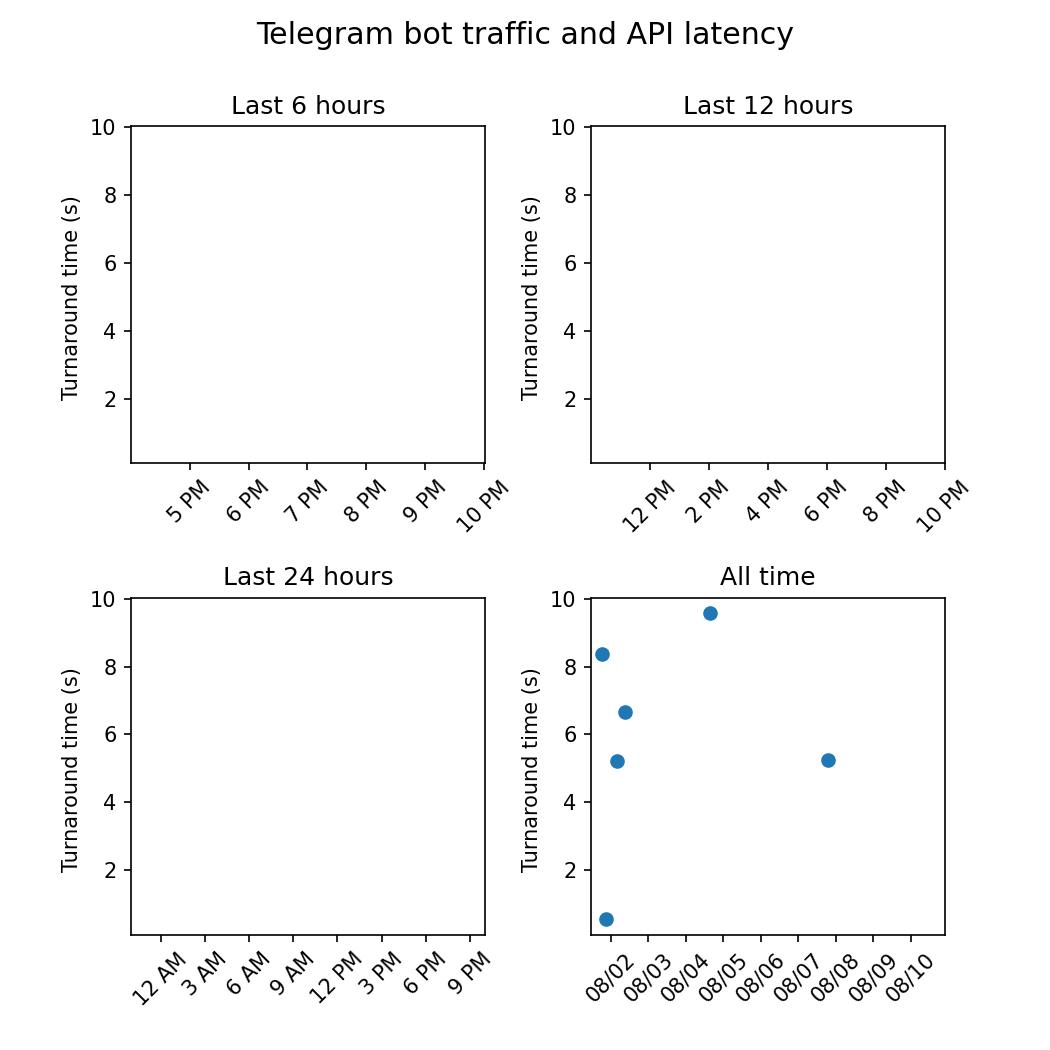 Telegram bot traffic and API latency
Last 6 hours
Turnaround time (s)
10
8
6
4
2
5 PM
6 PM
7 PM
8 PM
9 PM
10 PM
Last 12 hours
Turnaround time (s)
10
8
6
4
2
12 PM
2 PM
4 PM
6 PM
8 PM
10 PM
Last 24 hours
Turnaround time (s)
10
8
6
4
2
12 AM
3 AM
6 AM
9 AM
12 PM
3 PM
6 PM
9 PM
All time
Turnaround time (s)
10
8
6
4
2
08/02
08/03
08/04
08/05
08/06
08/07
08/08
08/09
08/10